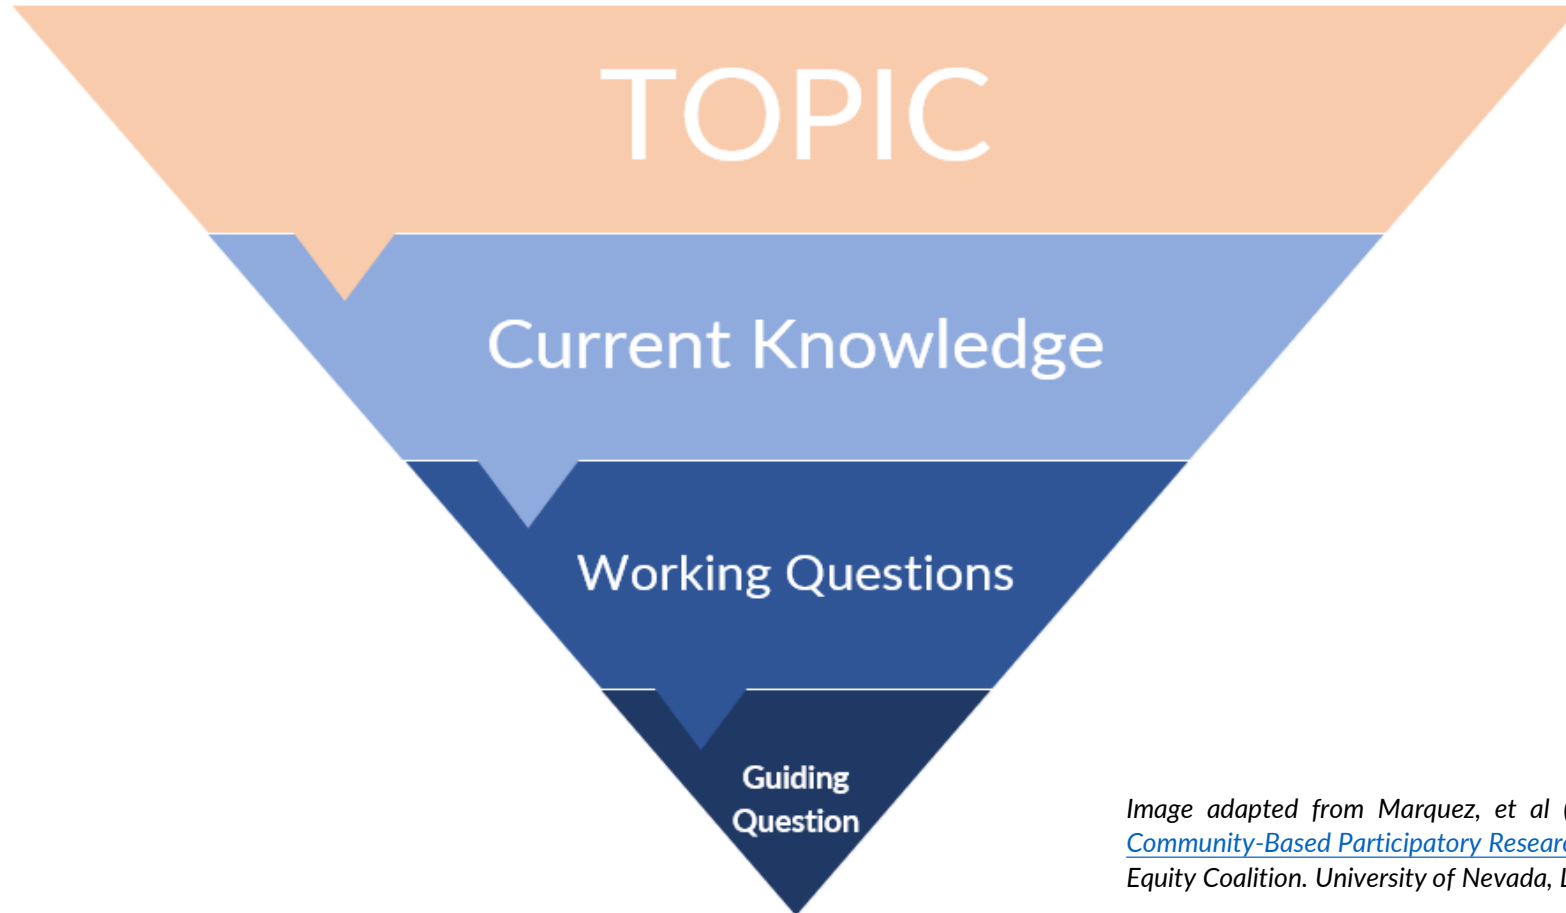 TOPIC
Current Knowledge
Working Questions
Guiding
Question
Image adapted from Marquez, et al (
Community-Based Participatory Resear
Equity Coalition. University of Nevada, L